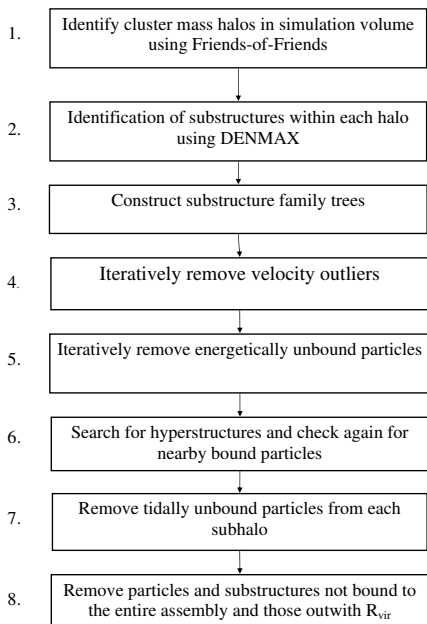 1.
Identify cluster mass halos in simulation volume
using Friends-of-Friends
2.
Identification of substructures within each halo
using DENMAX
3.
Construct substructure family trees
4.
Iteratively remove velocity outliers
5.
Iteratively remove energetically unbound particles
6.
Search for hyperstructures and check again for
nearby bound particles
7.
Remove tidally unbound particles from each
subhalo
8.
Remove particles and substructures not bound to
the entire assembly and those outwith Rvir